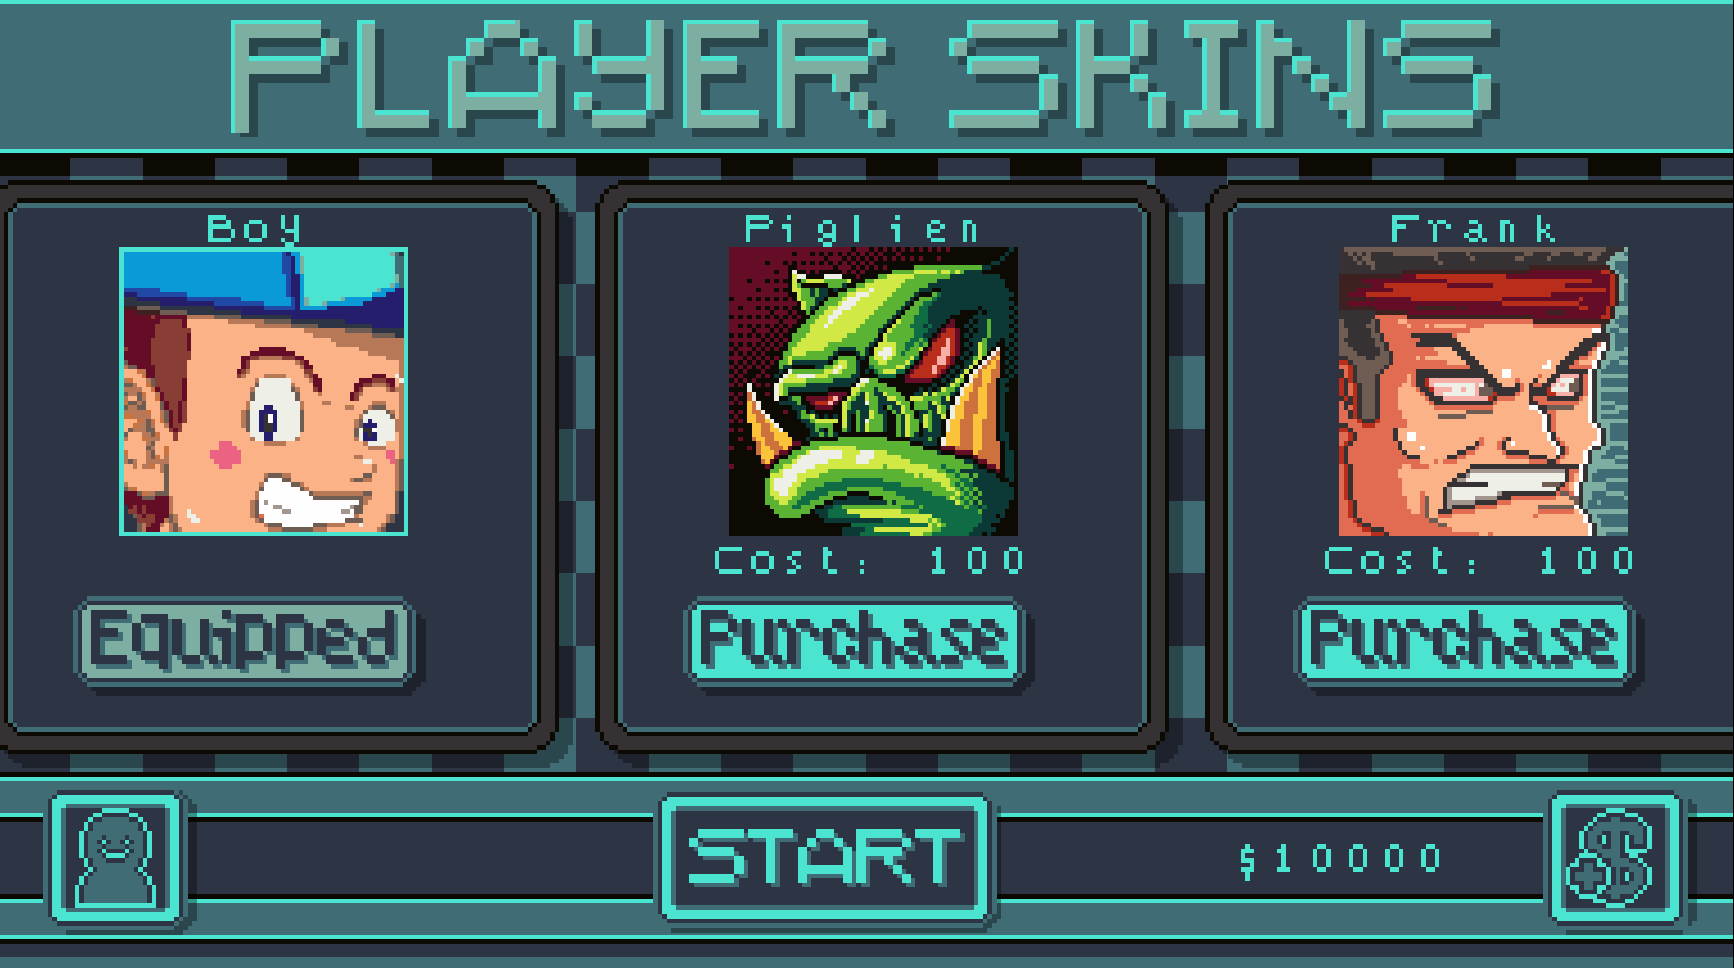 PLAYER SKINS
Boy
Equipped
Piglien
Cost: 100
Purchase
Frank
Cost: 100
Purchase
START
$10000